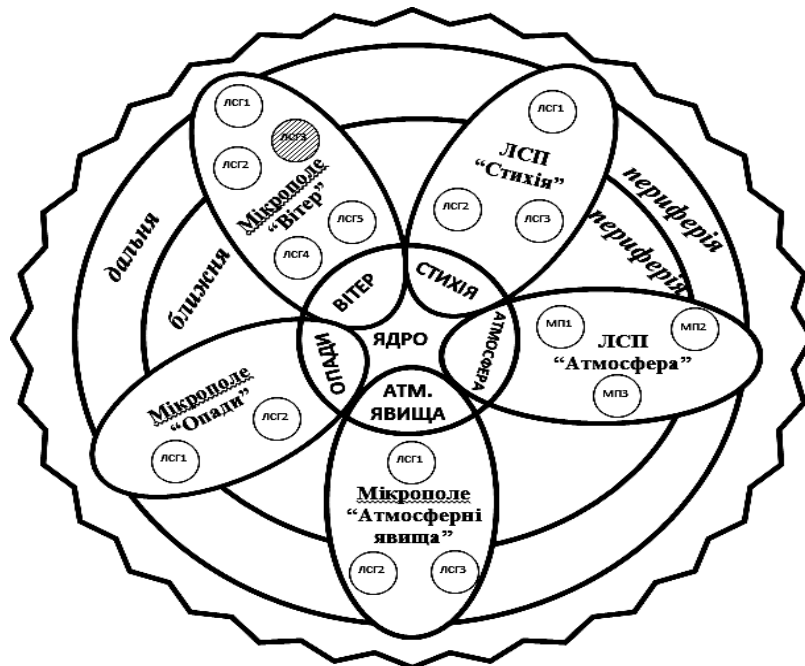 ЛСГ1
ЛСГ3
ЛСГ2
Мікрополе
“Вітер”
ЛСГ5
ЛСГ4
ЛСГ1
ЛСП
“Стихія”
ЛСГ2
ЛСГ3
дальня
ближня
периферія
периферія
ВІТЕР
СТИХІЯ
ЯДРО
ОПАДИ
АТМОСФЕРА
АТМ.
ЯВИЩА
МП1
МП2
ЛСП
“Атмосфера”
МП3
Мікрополе
“Опади”
ЛСГ2
ЛСГ1
ЛСГ1
Мікрополе
“Атмосферні
явища”
ЛСГ2
ЛСГ3